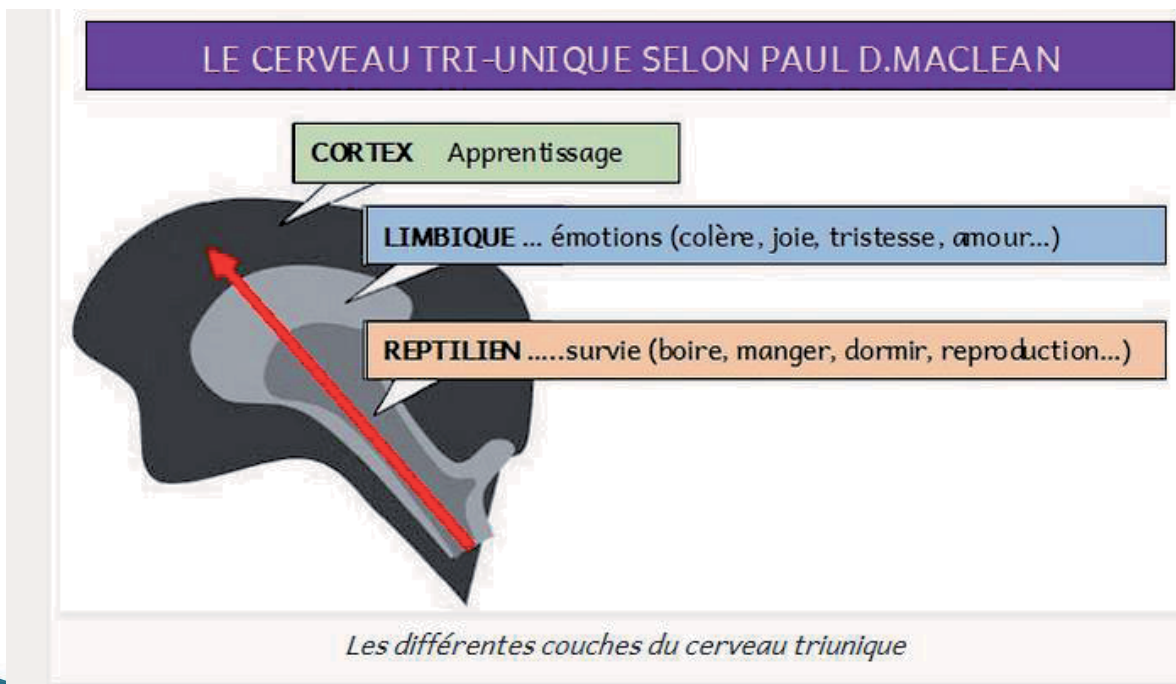 LE CERVEAU TRI-UNIQUE SELON PAUL D.MACLEAN
CORTEX Apprentissage
LIMBIQUE ... émotions (colère, joie, tristesse, amour...)
REPTILIEN .....survie (boire, manger, dormir, reproduction...)
Les différentes couches du cerveau triunique